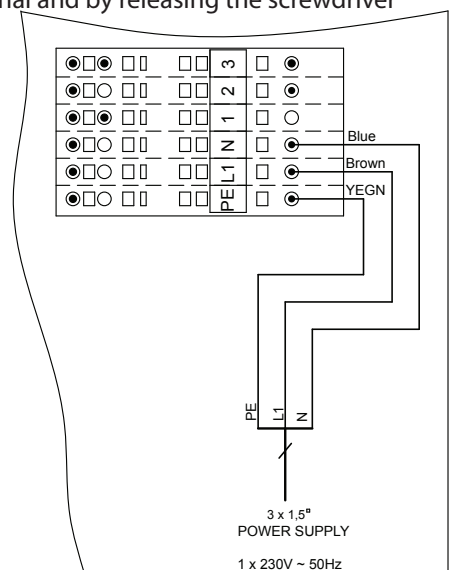 nal and by releasing the screwdriver
3
2
1
N
L1
PE
Blue
Brown
YEGN
PE
L1
N
3 x 1,5¤
POWER SUPPLY
1 x 230V ~ 50Hz